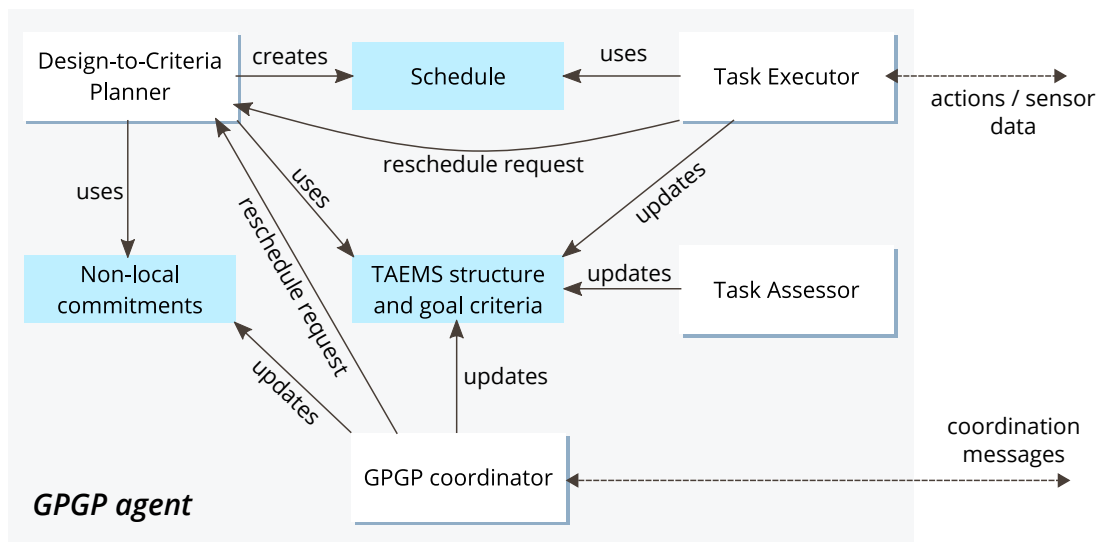 Design-to-Criteria
Planner
creates
Schedule
uses
Task Executor
actions / sensor
data
reschedule request
uses
uses
updates
reschedule request
Non-local
commitments
TAEMS structure
and goal criteria
updates
Task Assessor
updates
updates
coordination
messages
GPGP coordinator
GPGP agent